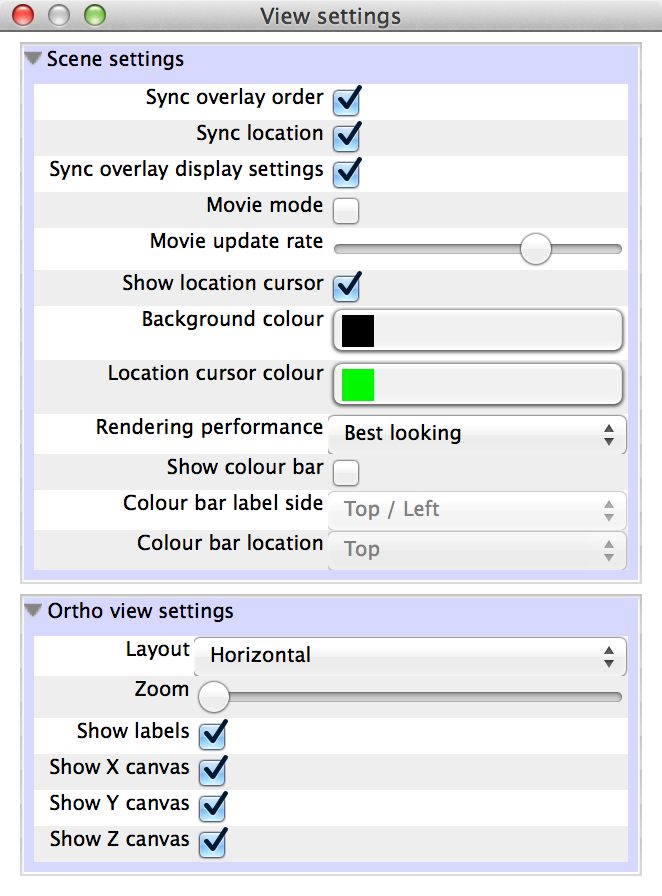 View settings
Scene settings
Sync overlay order
Sync location
Sync overlay display settings
Movie mode
Movie update rate
Show location cursor
Background colour
Location cursor colour
Rendering performance Best looking
Show colour bar
Colour bar label side Top / Left
Colour bar location Top
Ortho view settings
Layout Horizontal
Zoom
Show labels
Show X canvas
Show Y canvas
Show Z canvas